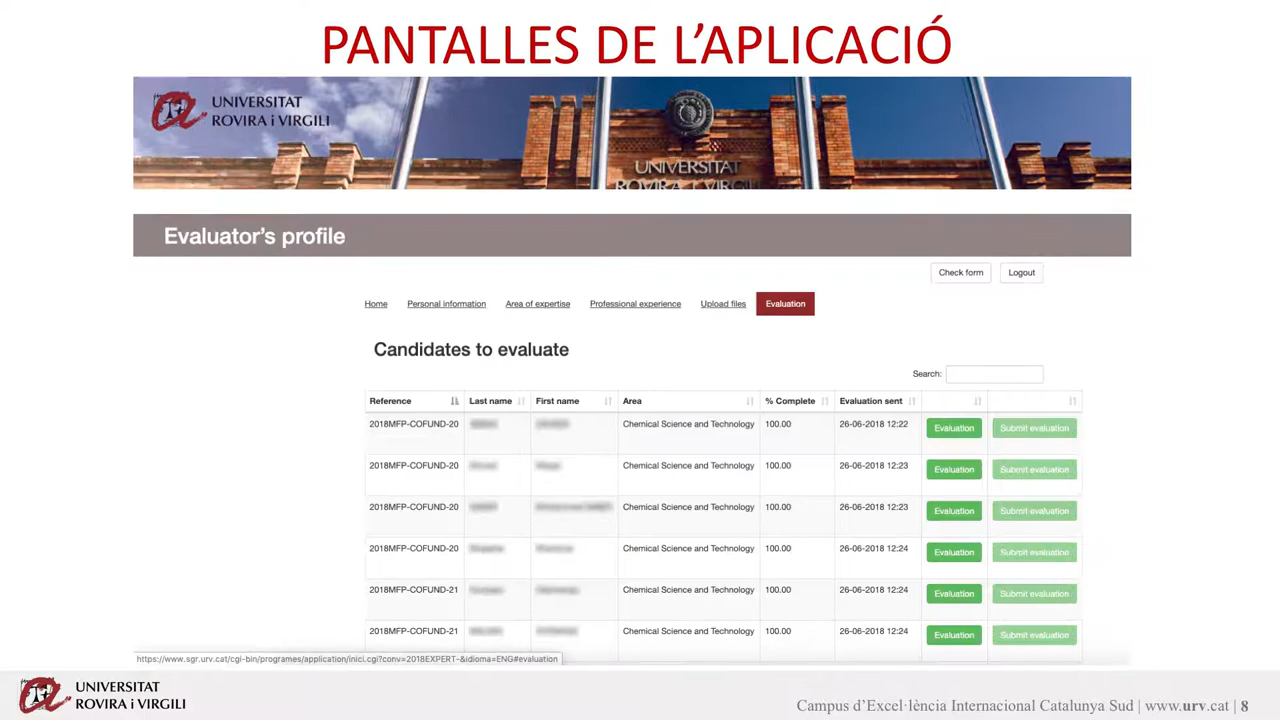 PANTALLES DE L’APLICACIÓ
UNIVERSITAT
ROVIRA i VIRGILI
UNIVERSITAT
ROVIRA I VIRGILI
Evaluator's profile
Check form Logout
Home Personal information Area of expertise Professional experience Upload files Evaluation
Candidates to evaluate
Search:
Reference Last name First name Area % Complete Evaluation sent
2018MFP-COFUND-20 Chemical Science and Technology 100.00 26-06-2018 12:22 Evaluation Submit evaluation
2018MFP-COFUND-20 Chemical Science and Technology 100.00 26-06-2018 12:23 Evaluation Submit evaluation
2018MFP-COFUND-20 Chemical Science and Technology 100.00 26-06-2018 12:23 Evaluation Submit evaluation
2018MFP-COFUND-20 Chemical Science and Technology 100.00 26-06-2018 12:24 Evaluation Submit evaluation
2018MFP-COFUND-21 Chemical Science and Technology 100.00 26-06-2018 12:24 Evaluation Submit evaluation
2018MFP-COFUND-21 Chemical Science and Technology 100.00 26-06-2018 12:24 Evaluation Submit evaluation
https://www.sgr.urv.cat/cgi-bin/programes/application/inici.cgi?conv=2018EXPERT-&idioma=ENG#evaluation
UNIVERSITAT
ROVIRA i VIRGILI
Campus d’Excel·lència Internacional Catalunya Sud | www.urv.cat | 8